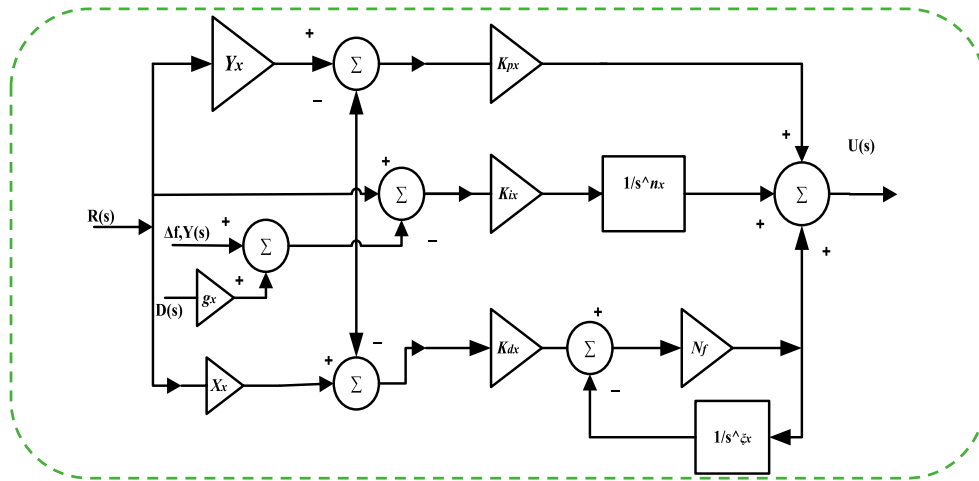 Yx
+
Σ
−
Kpx
+
U(s)
+
Σ
−
Kix
1/s^nx
Σ
+
+
R(s)
Δf,Y(s)
+
Σ
+
D(s)
gx
−
+
Σ
Xx
Kdx
+
Σ
−
Nf
1/s^ξx